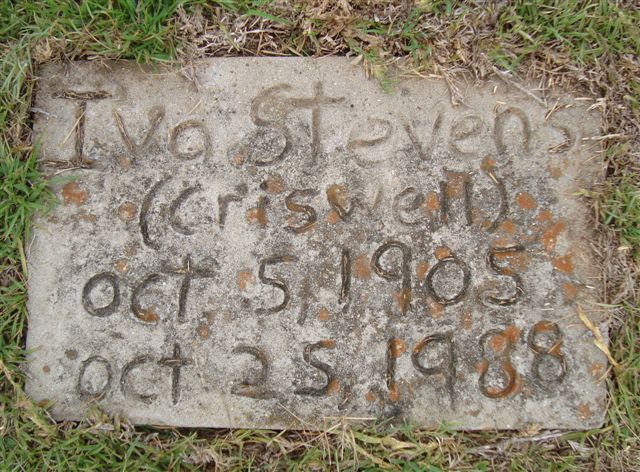 Iva Stevens
(Criswell)
oct 5, 1905
oct 25, 1988